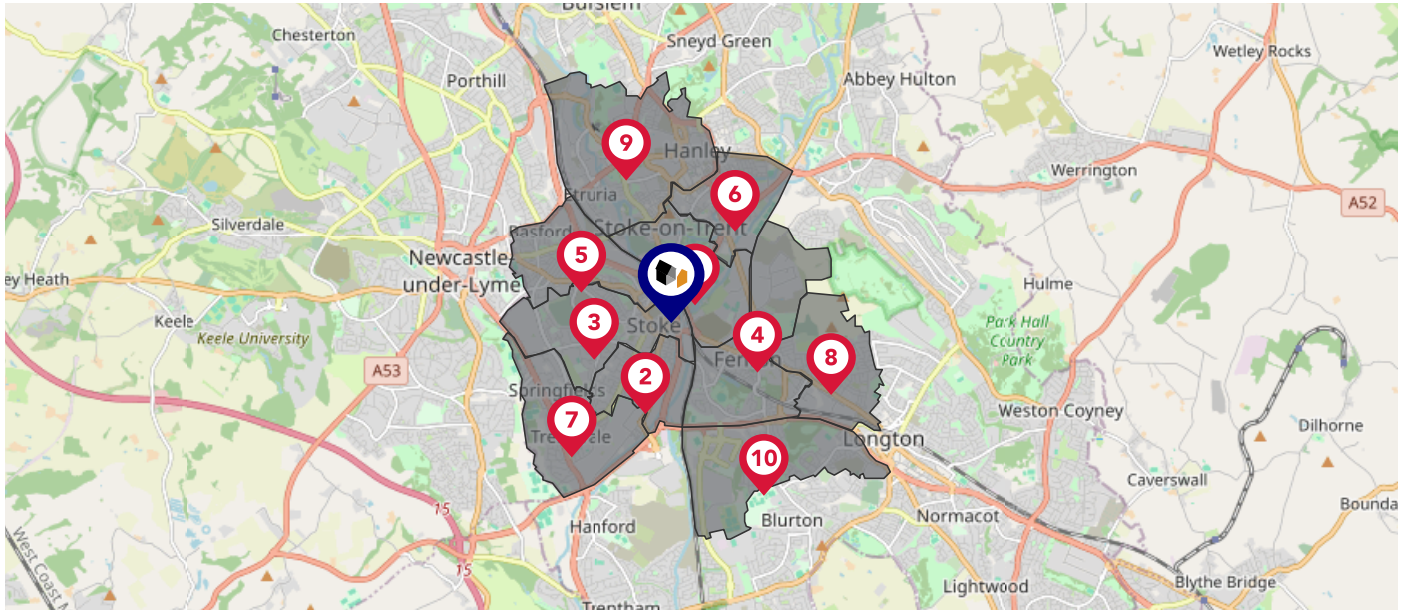 Burslem
Chesterton
Sneyd Green
Wetley Rocks
Porthill
Abbey Hulton
9
Hanley
Werrington
6
Etruria
A52
Silverdale
Stoke-on-Trent
Basford
5
Newcastle-
under-Lyme
ey Heath
Hulme
3
Stoke
Keele
Keele University
Park Hall
Country
Park
4
8
A53
2
Springfields
7
Weston Coyney
Dilhorne
Longton
10
Caverswall
15
Hanford
Blurton
Normacot
Bounda
West Coast M
15
Lightwood
Blythe Bridge
Trentham